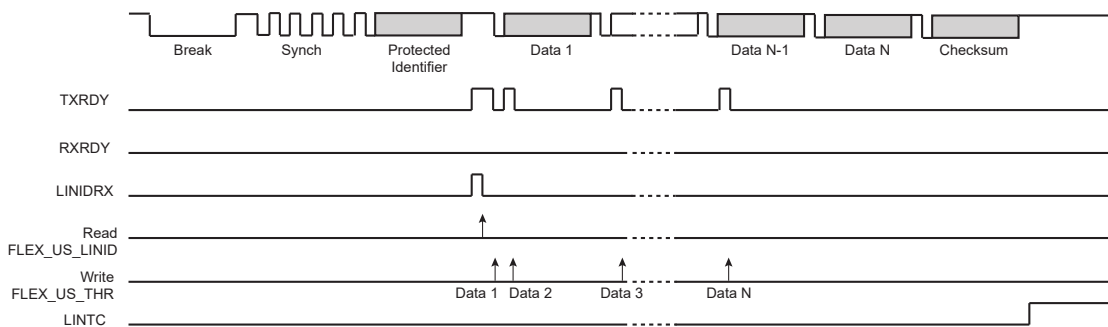 Break Synch Protected Data 1 Data N-1 Data N Checksum
Identifier
TXRDY
RXRDY
LINIDRX
Read
FLEX_US_LINID
Write
FLEX_US_THR
Data 1 Data 2 Data 3 Data N
LINTC